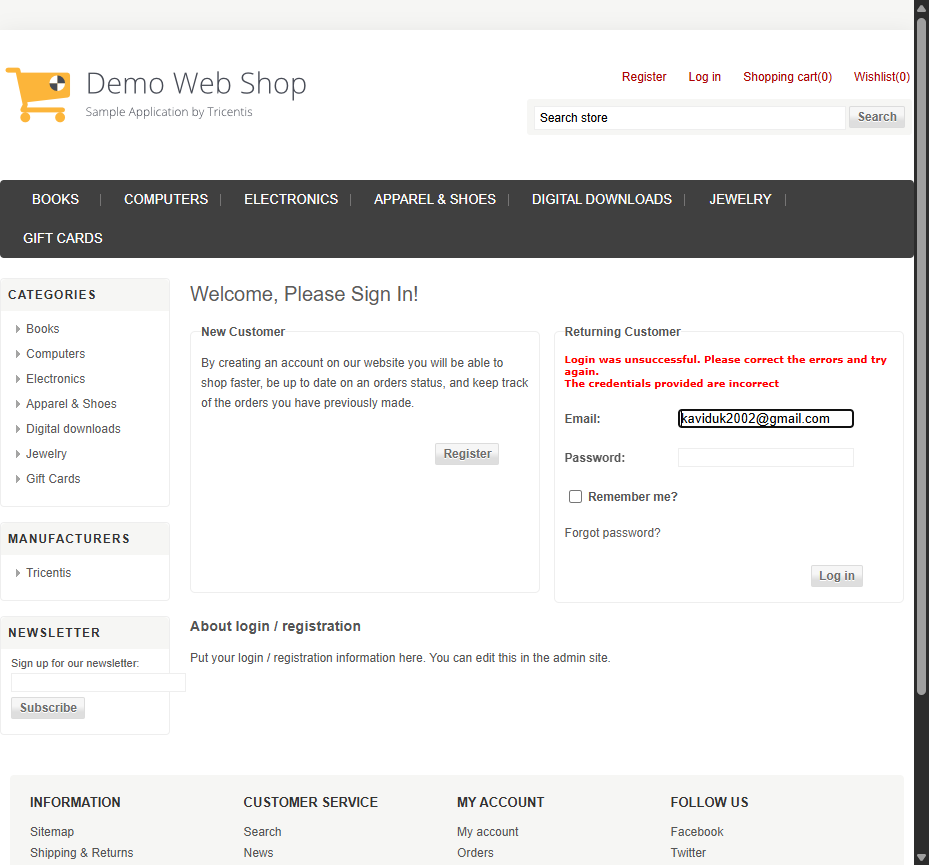 Demo Web Shop
Sample Application by Tricentis
Register Log in Shopping cart(0) Wishlist(0)
Search store Search
BOOKS COMPUTERS ELECTRONICS APPAREL & SHOES DIGITAL DOWNLOADS JEWELRY
GIFT CARDS
CATEGORIES
Books
Computers
Electronics
Apparel & Shoes
Digital downloads
Jewelry
Gift Cards
MANUFACTURERS
Tricentis
NEWSLETTER
Sign up for our newsletter:
Subscribe
Welcome, Please Sign In!
New Customer
By creating an account on our website you will be able to
shop faster, be up to date on an orders status, and keep track
of the orders you have previously made.
Register
Returning Customer
Login was unsuccessful. Please correct the errors and try
again.
The credentials provided are incorrect
Email: kaviduk2002@gmail.com
Password:
Remember me?
Forgot password?
Log in
About login / registration
Put your login / registration information here. You can edit this in the admin site.
INFORMATION
Sitemap
Shipping & Returns
CUSTOMER SERVICE
Search
News
MY ACCOUNT
My account
Orders
FOLLOW US
Facebook
Twitter